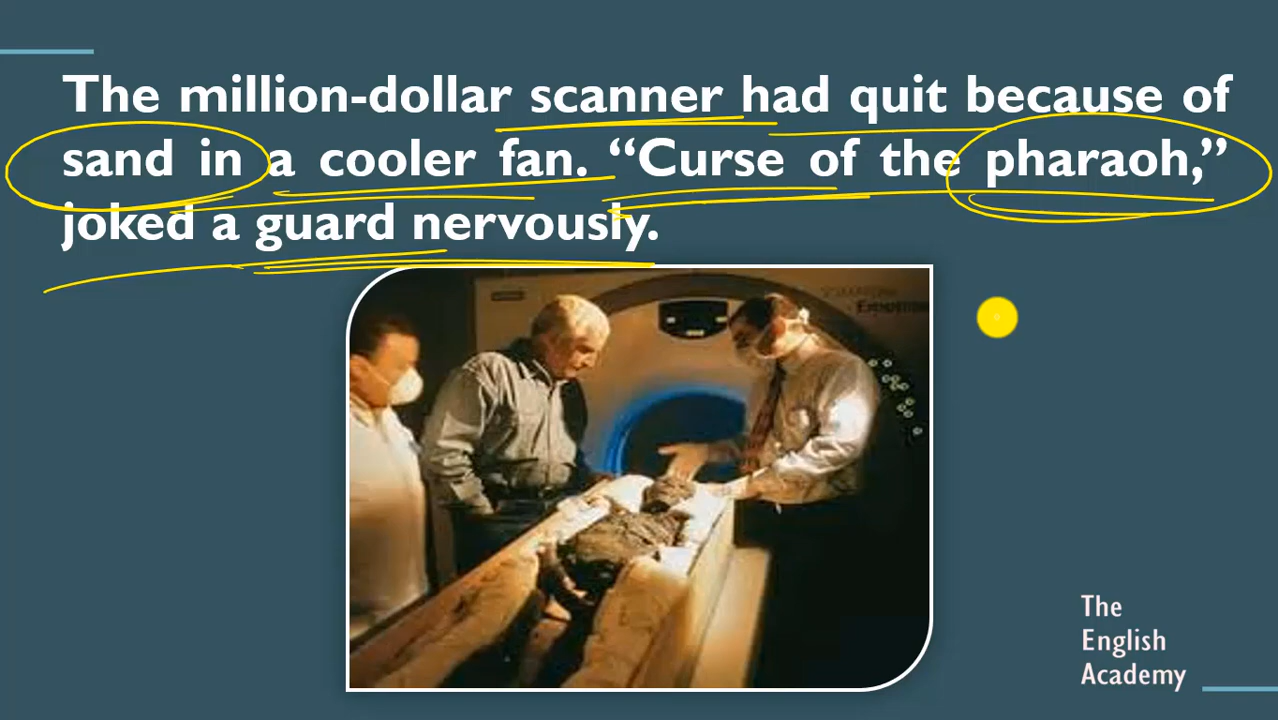 The million-dollar scanner had quit because of
sand in a cooler fan. “Curse of the pharaoh,”
joked a guard nervously.
The
English
Academy